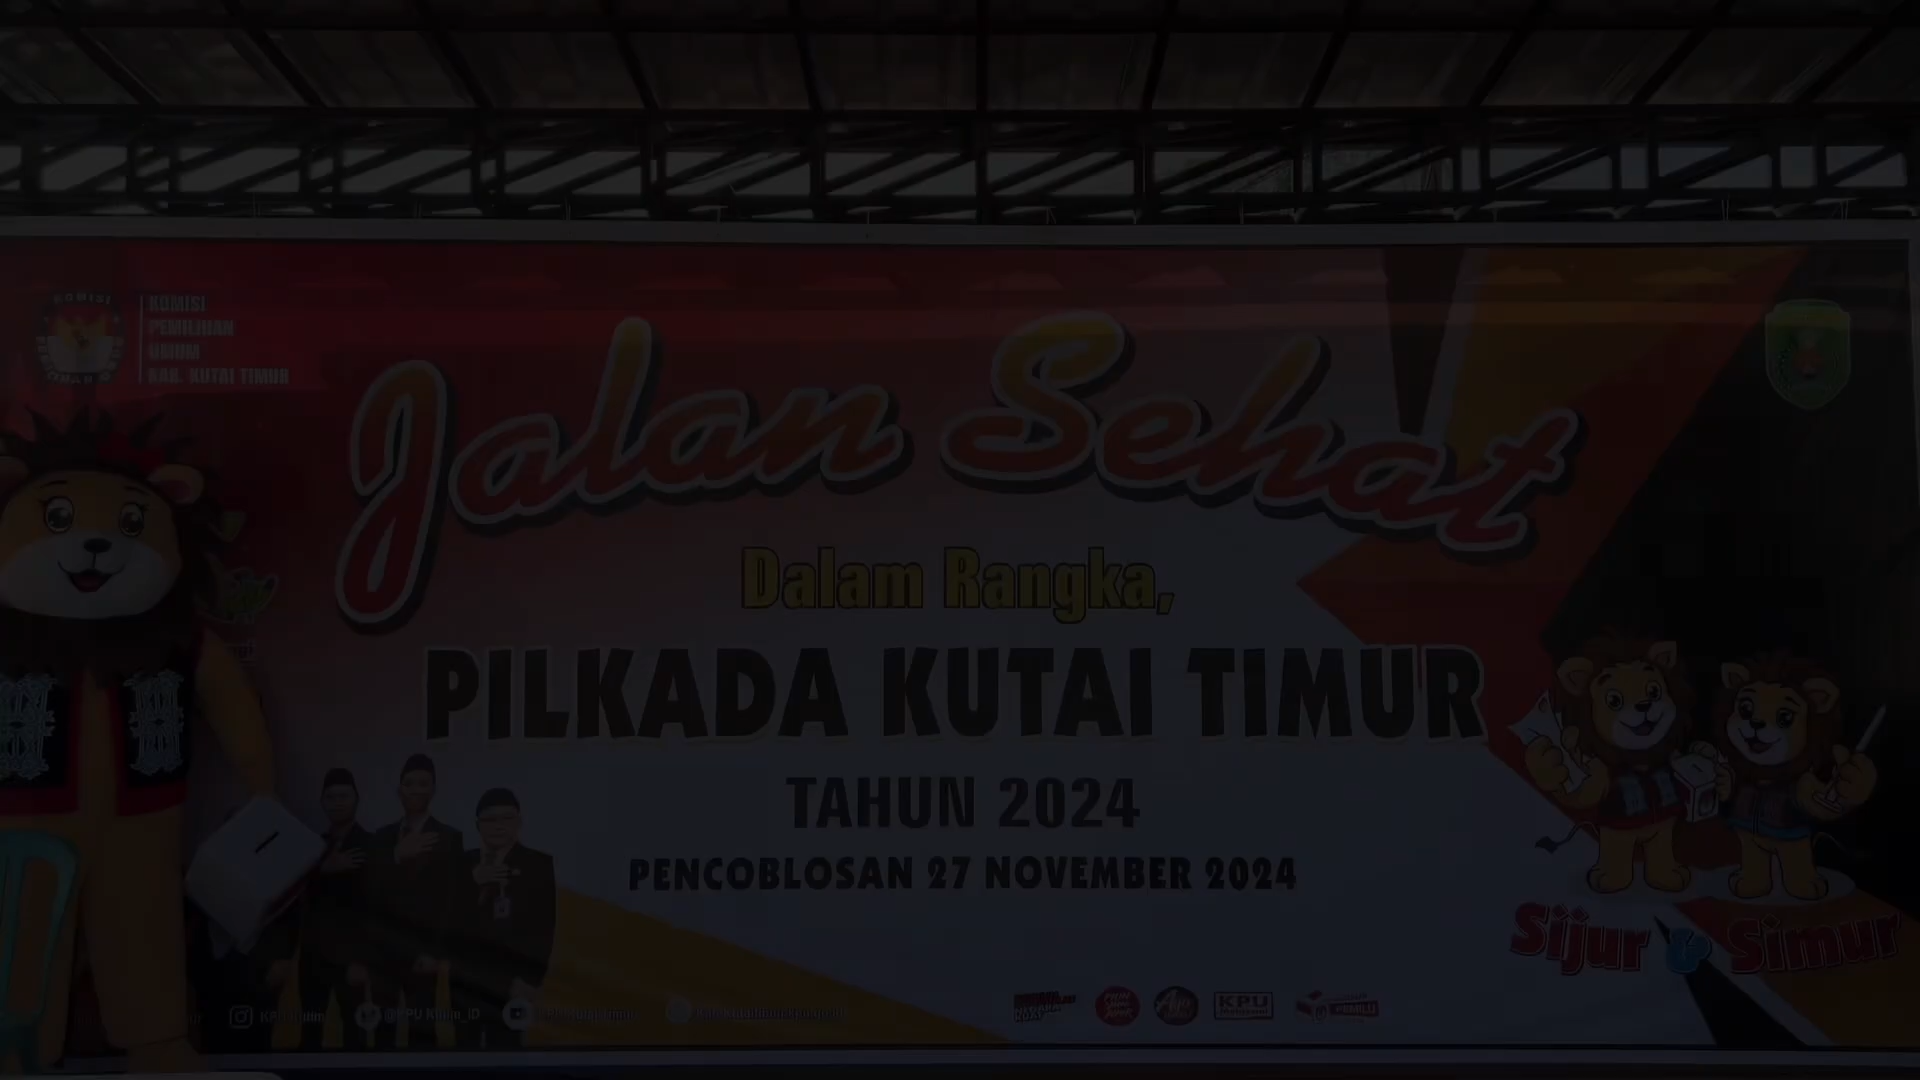 KOMISI
PEMILIHAN
UMUM
KAB. KUTAI TIMUR
Jalan Sehat
Dalam Rangka,
PILKADA KUTAI TIMUR
TAHUN 2024
PENCOBLOSAN 27 NOVEMBER 2024
Sijur & Simur
KPU